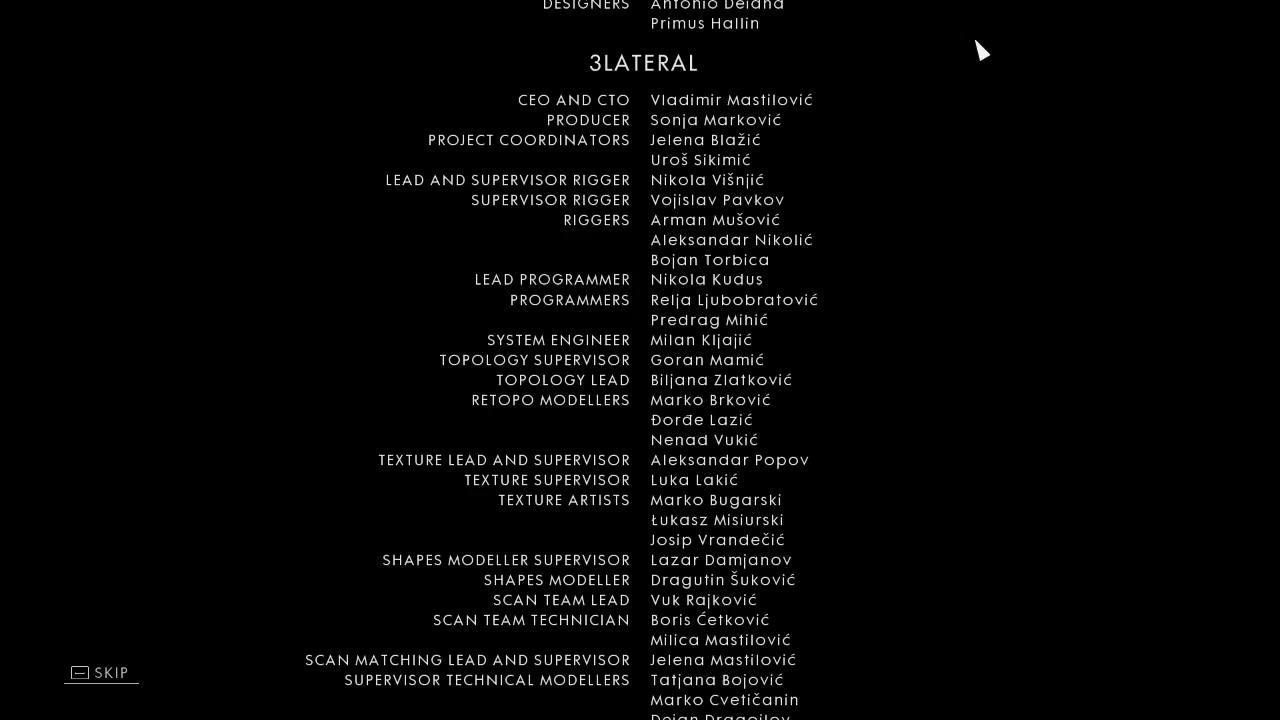 DESIGNERS Antonio Deiana
Primus Hallin
3LATERAL
CEO AND CTO Vladimir Mastilović
PRODUCER Sonja Marković
PROJECT COORDINATORS Jelena Blažić
Uroš Sikimić
LEAD AND SUPERVISOR RIGGER Nikola Višnjić
SUPERVISOR RIGGER Vojislav Pavkov
RIGGERS Arman Mušović
Aleksandar Nikolić
Bojan Torbica
LEAD PROGRAMMER Nikola Kudus
PROGRAMMERS Relja Ljubobratović
Predrag Mihić
SYSTEM ENGINEER Milan Kljajić
TOPOLOGY SUPERVISOR Goran Mamić
TOPOLOGY LEAD Biljana Zlatković
RETOPO MODELLERS Marko Brković
Đorđe Lazić
Nenad Vukić
TEXTURE LEAD AND SUPERVISOR Aleksandar Popov
TEXTURE SUPERVISOR Luka Lakić
TEXTURE ARTISTS Marko Bugarski
Łukasz Misiurski
Josip Vrandečić
SHAPES MODELLER SUPERVISOR Lazar Damjanov
SHAPES MODELLER Dragutin Šuković
SCAN TEAM LEAD Vuk Rajković
SCAN TEAM TECHNICIAN Boris Ćetković
Milica Mastilović
SCAN MATCHING LEAD AND SUPERVISOR Jelena Mastilović
SUPERVISOR TECHNICAL MODELLERS Tatjana Bojović
Marko Cvetičanin
Dejan Dragojlov
SKIP